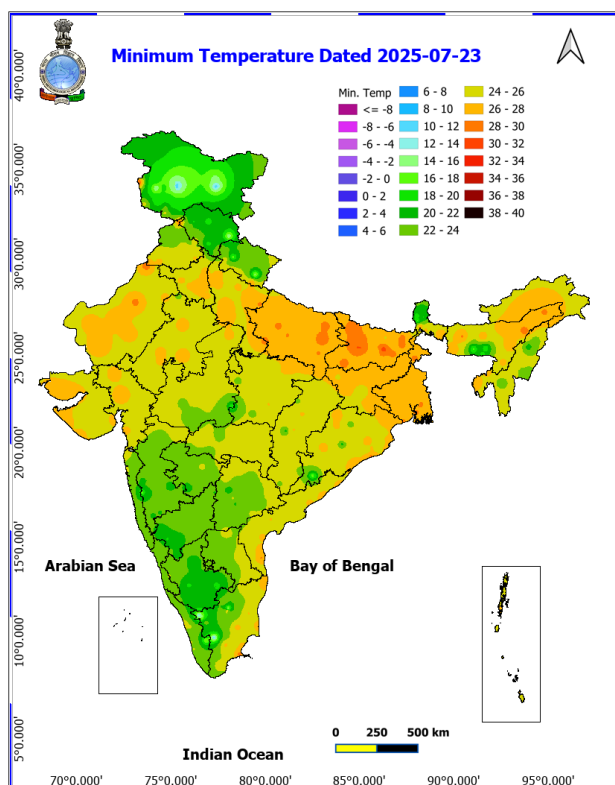 Minimum Temperature Dated 2025-07-23
Min. Temp
<= -8
-8 - -6
-6 - -4
-4 - -2
-2 - 0
0 - 2
2 - 4
4 - 6
6 - 8
8 - 10
10 - 12
12 - 14
14 - 16
16 - 18
18 - 20
20 - 22
22 - 24
24 - 26
26 - 28
28 - 30
30 - 32
32 - 34
34 - 36
36 - 38
38 - 40
40°0.000'
35°0.000'
30°0.000'
25°0.000'
20°0.000'
15°0.000'
10°0.000'
5°0.000'
Arabian Sea
Bay of Bengal
Indian Ocean
0 250 500 km
70°0.000' 75°0.000' 80°0.000' 85°0.000' 90°0.000' 95°0.000'